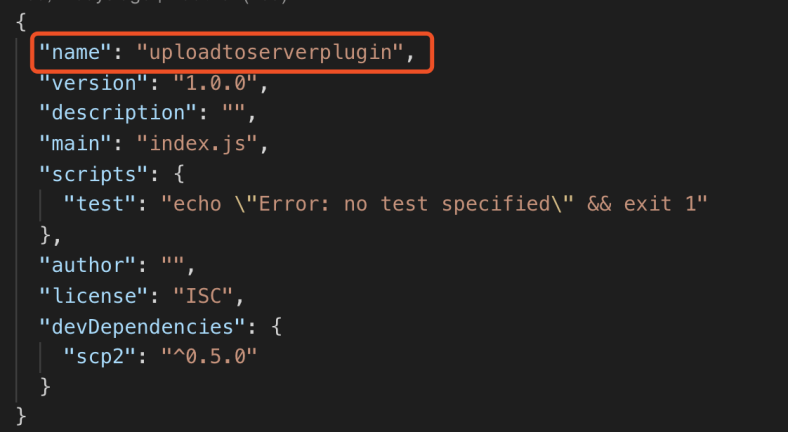 {
"name": "uploadtoserverplugin",
"version": "1.0.0",
"description": "",
"main": "index.js",
"scripts": {
"test": "echo \"Error: no test specified\" && exit 1"
},
"author": "",
"license": "ISC",
"devDependencies": {
"scp2": "^0.5.0"
}
}